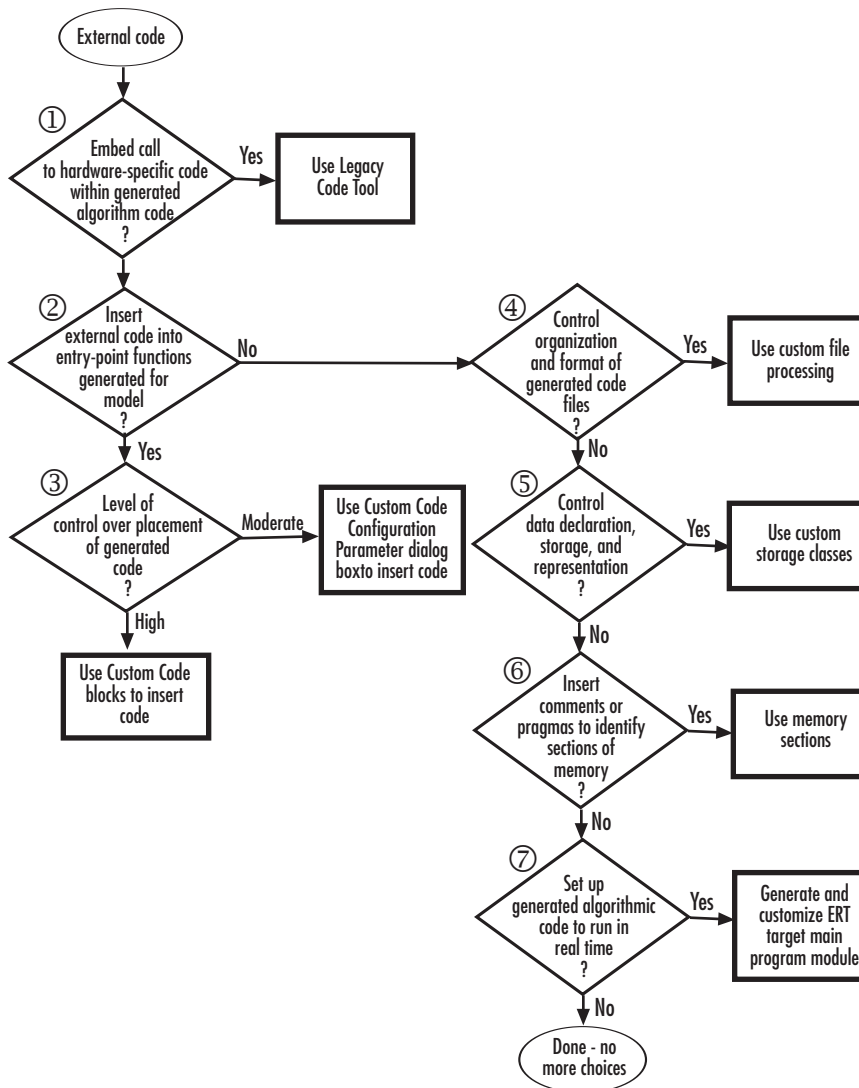 External code
①
Embed call
to hardware-specific code
within generated
algorithm code
?
Yes
Use Legacy
Code Tool
②
Insert
external code into
entry-point functions
generated for
model
?
No
Yes
③
Level of
control over placement
of generated
code
?
Moderate
Use Custom Code
Configuration
Parameter dialog
boxto insert code
High
Use Custom Code
blocks to insert
code
④
Control
organization
and format of
generated code
files
?
Yes
Use custom file
processing
No
⑤
Control
data declaration,
storage, and
representation
?
Yes
Use custom
storage classes
No
⑥
Insert
comments or
pragmas to identify
sections of
memory
?
Yes
Use memory
sections
No
⑦
Set up
generated algorithmic
code to run in
real time
?
Yes
Generate and
customize ERT
target main
program module
No
Done - no
more choices